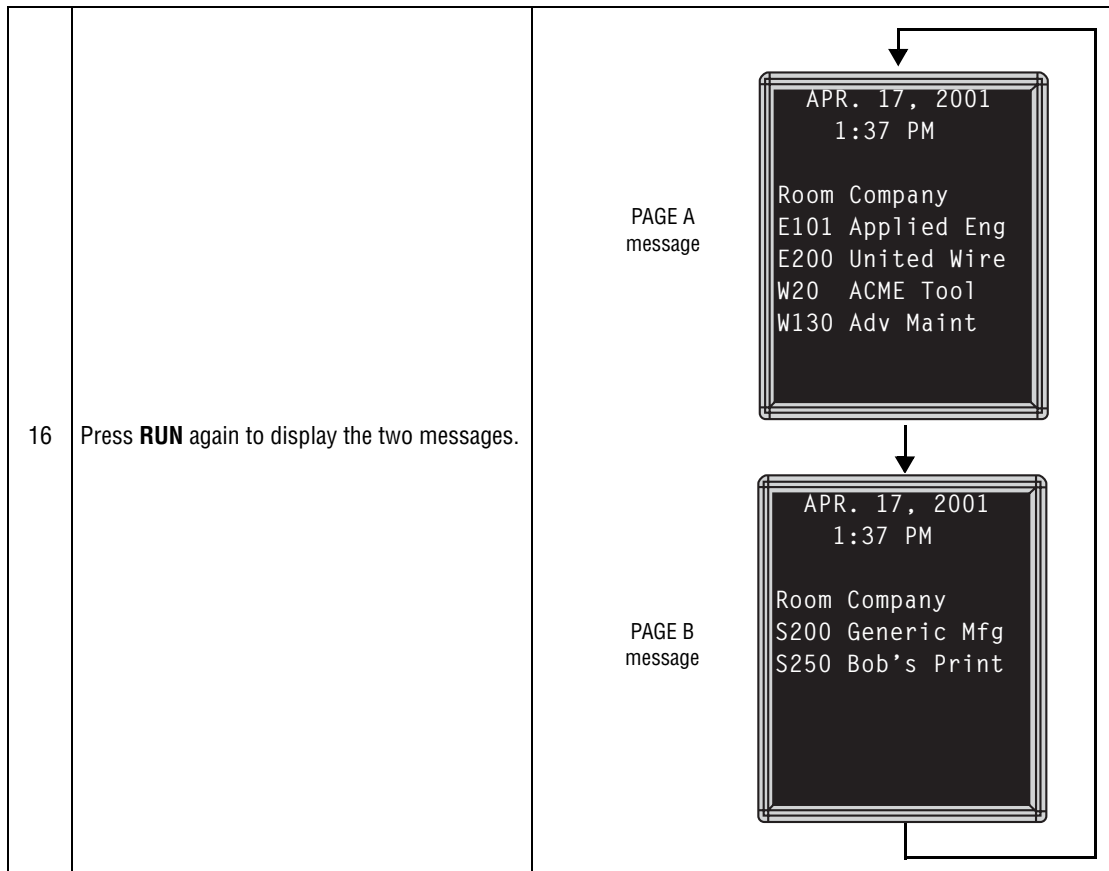 16
Press RUN again to display the two messages.
PAGE A
message
APR. 17, 2001
1:37 PM
Room Company
E101 Applied Eng
E200 United Wire
W20 ACME Tool
W130 Adv Maint
PAGE B
message
APR. 17, 2001
1:37 PM
Room Company
S200 Generic Mfg
S250 Bob’s Print